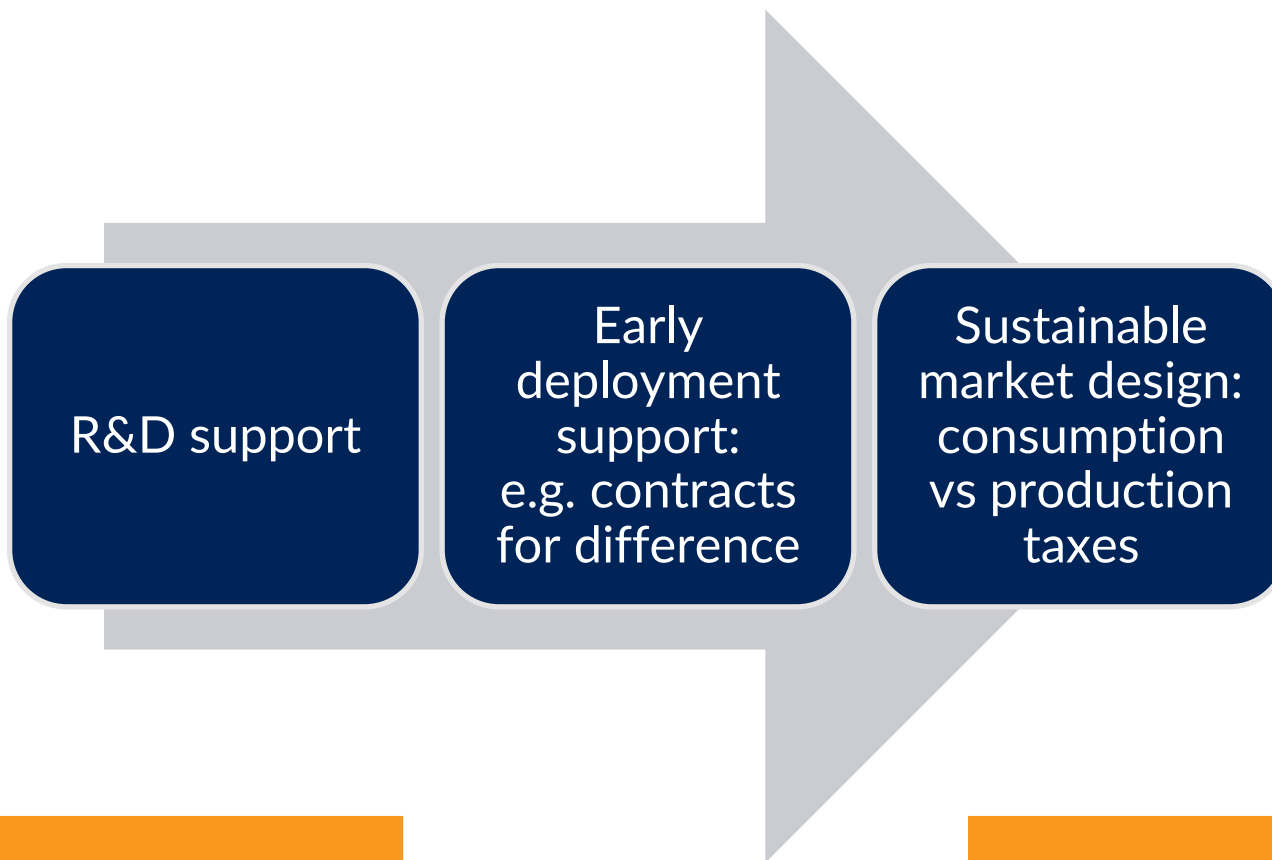 R&D support
Early
deployment
support:
e.g. contracts
for difference
Sustainable
market design:
consumption
vs production
taxes